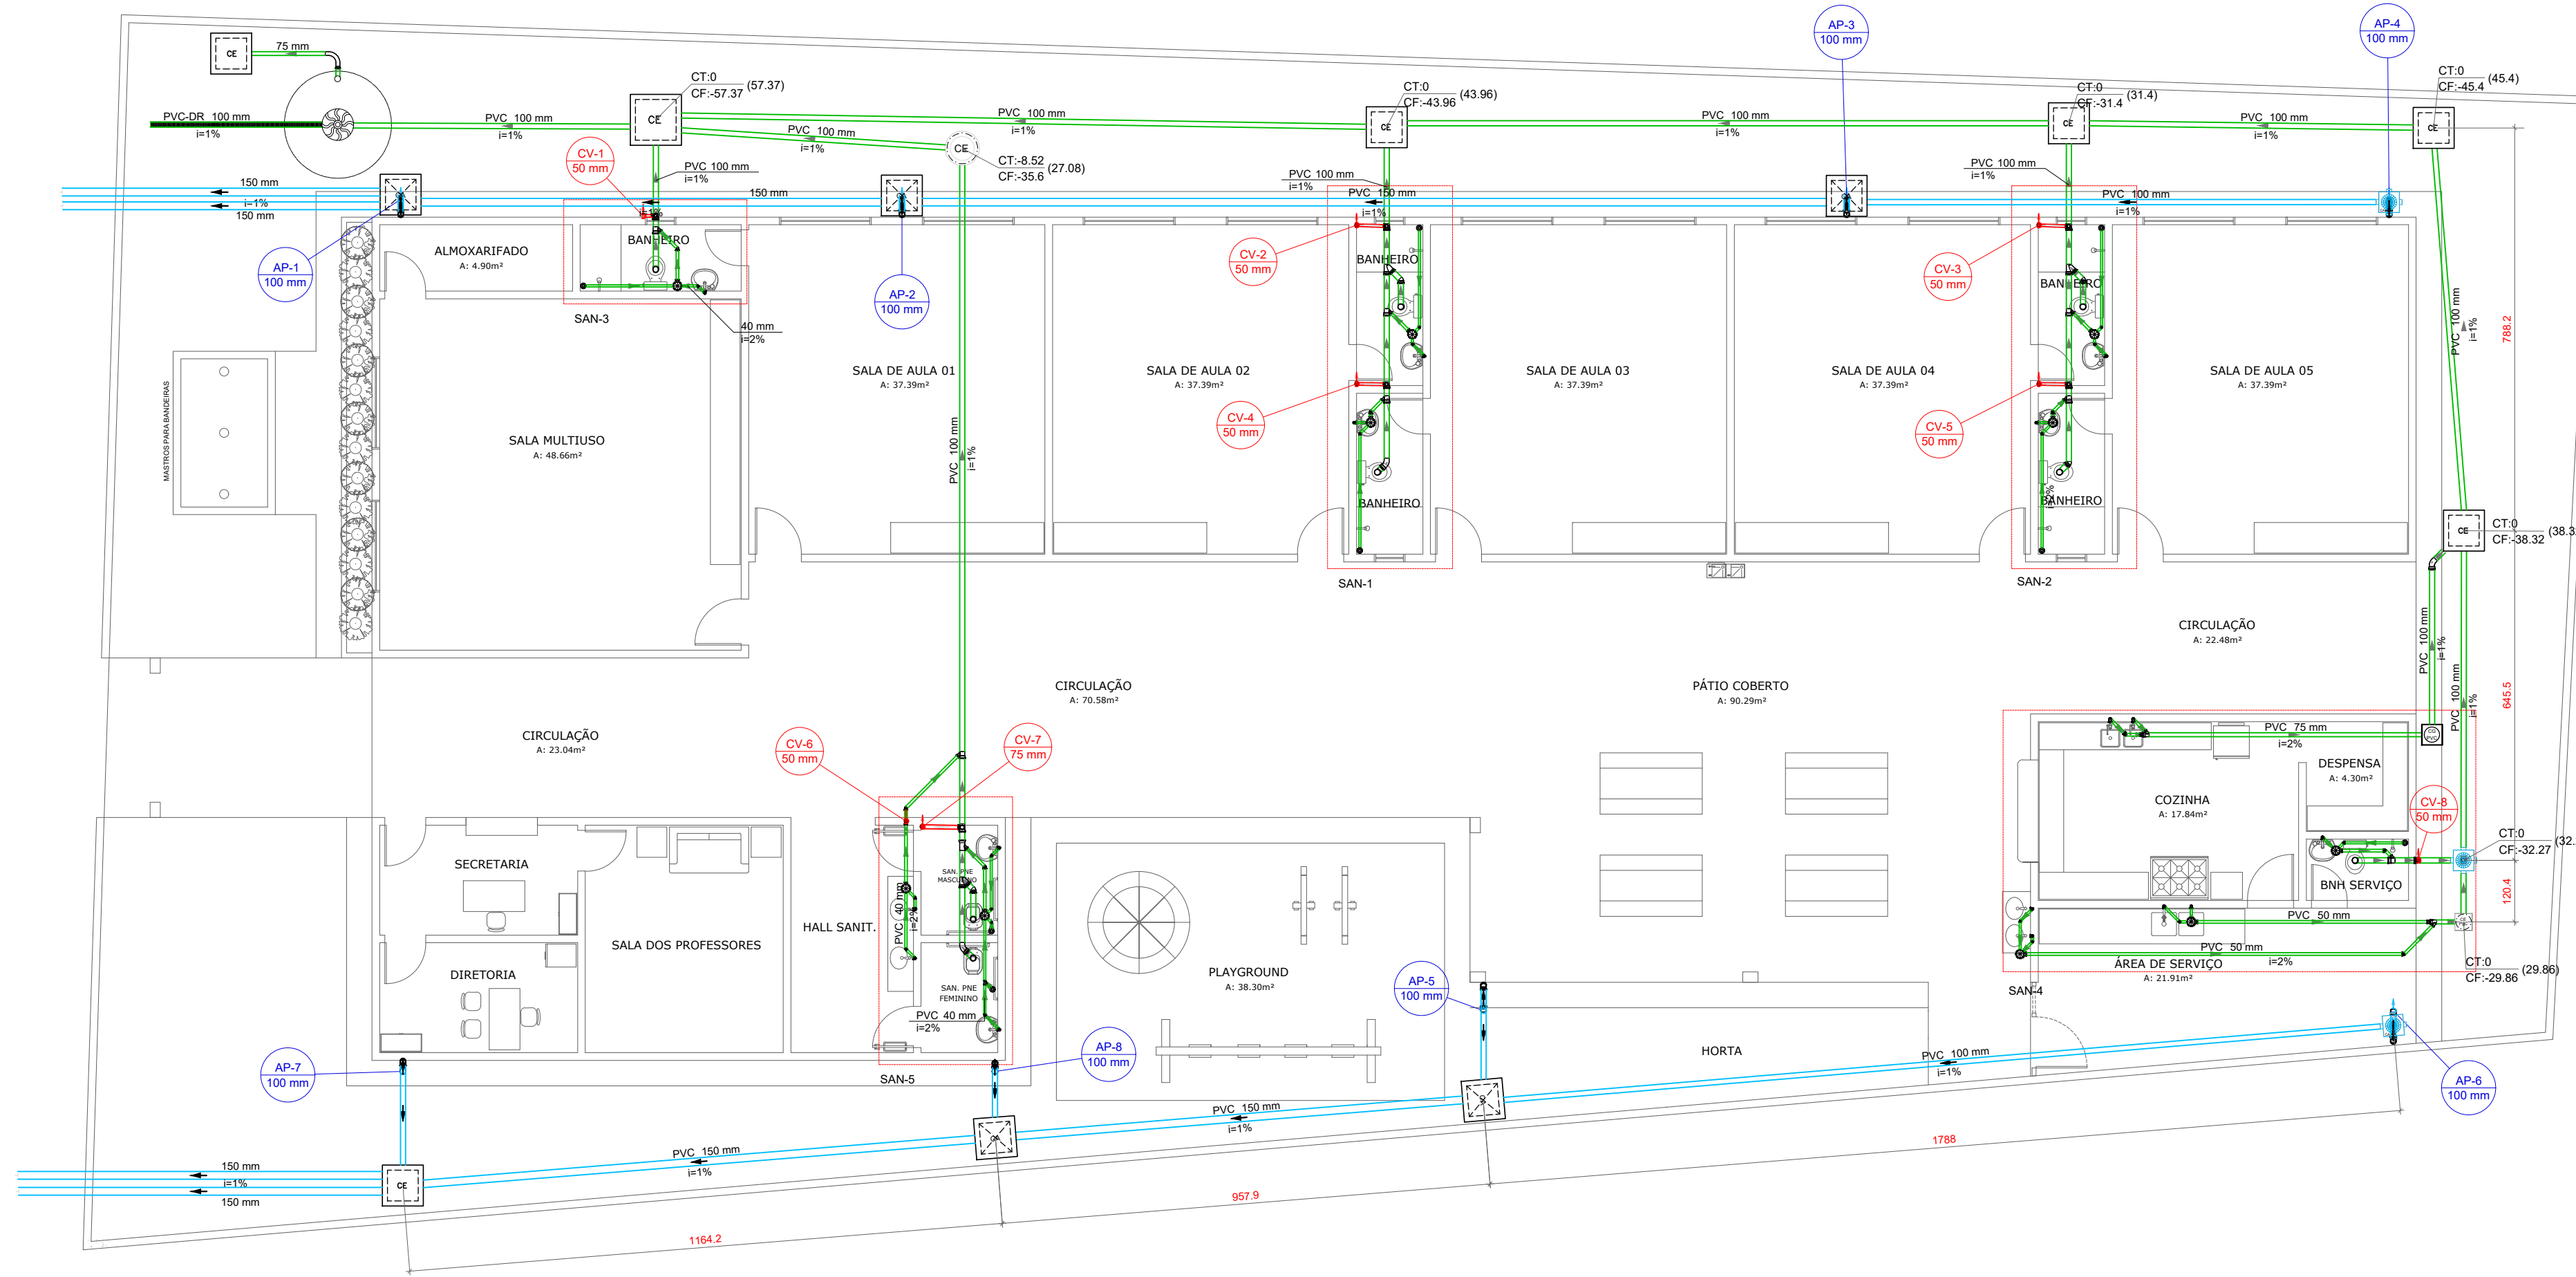 CE
75 mm
PVC-DR 100 mm
i=1%
PVC 100 mm
i=1%
CE
CT:0
CF:-57.37
(57.37)
PVC 100 mm
i=1%
PVC 100 mm
i=1%
CE
CT:-8.52
CF:-35.6
(27.08)
CE
CT:0
CF:-43.96
(43.96)
PVC 100 mm
i=1%
AP-3
100 mm
CE
CT:0
CF:-31.4
(31.4)
PVC 100 mm
i=1%
AP-4
100 mm
CE
CT:0
CF:-45.4
(45.4)
CV-1
50 mm
PVC 100 mm
i=1%
PVC 100 mm
i=1%
PVC 100 mm
i=1%
150 mm
i=1%
150 mm
150 mm
i=1%
PVC 150 mm
i=1%
PVC 100 mm
i=1%
AP-1
100 mm
AP-2
100 mm
ALMOXARIFADO
A: 4.90m²
BANHEIRO
SAN-3
40 mm
i=2%
CV-2
50 mm
BANHEIRO
CV-3
50 mm
BANHEIRO
PVC 100 mm
i=1%
788.2
MASTROS PARA BANDEIRAS
SALA MULTIUSO
A: 48.66m²
SALA DE AULA 01
A: 37.39m²
SALA DE AULA 02
A: 37.39m²
SALA DE AULA 03
A: 37.39m²
SALA DE AULA 04
A: 37.39m²
SALA DE AULA 05
A: 37.39m²
CV-4
50 mm
CV-5
50 mm
PVC 100 mm
i=1%
BANHEIRO
BANHEIRO
i=2%
SAN-1
SAN-2
CE
CT:0
CF:-38.32
PVC 100 mm
i=1%
PVC 100 mm
i=1%
645.5
CIRCULAÇÃO
A: 22.48m²
CIRCULAÇÃO
A: 70.58m²
PÁTIO COBERTO
A: 90.29m²
CIRCULAÇÃO
A: 23.04m²
CV-6
50 mm
CV-7
75 mm
PVC 75 mm
i=2%
CG
PVC
DESPENSA
A: 4.30m²
COZINHA
A: 17.84m²
CV-8
50 mm
CT:0
CF:-32.27
BNH SERVIÇO
120.4
PVC 50 mm
PVC 50 mm
i=2%
ÁREA DE SERVIÇO
A: 21.91m²
CT:0
CF:-29.86
(29.86)
SAN-4
SECRETARIA
SALA DOS PROFESSORES
DIRETORIA
HALL SANIT.
PVC 40 mm
i=2%
SAN. PNE
MASCULINO
SAN. PNE
FEMININO
PVC 40 mm
i=2%
SAN-5
PLAYGROUND
A: 38.30m²
AP-5
100 mm
HORTA
PVC 100 mm
i=1%
AP-6
100 mm
AP-7
100 mm
AP-8
100 mm
PVC 150 mm
i=1%
PVC 150 mm
i=1%
150 mm
i=1%
150 mm
CE
1164.2
957.9
1788